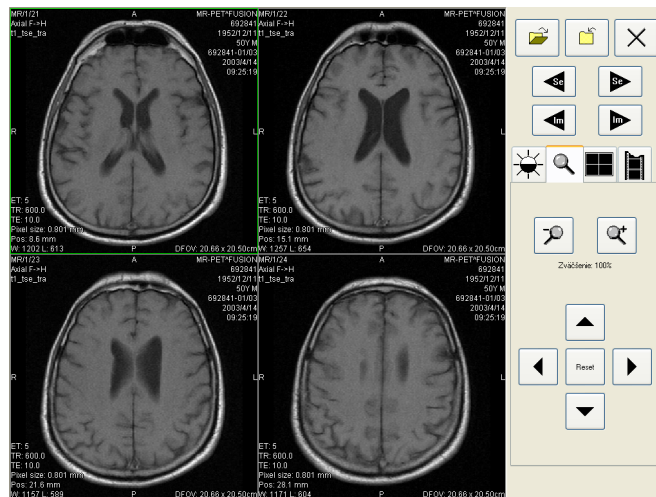 MR/1/21
Axial F->H
t1_tse_tra
A
MR-PET^FUSION
692841
1952/12/11
50Y M
692841-01/03
2003/4/14
09:25:19
R
ET: 5
TR: 600.0
TE: 10.0
Pixel size: 0.801 mm
Pos: 8.6 mm
W: 1202 L: 613
P
DFOV: 20.66 x 20.50cm
MR/1/22
Axial F->H
t1_tse_tra
A
MR-PET^FUSION
692841
1952/12/11
50Y M
692841-01/03
2003/4/14
09:25:19
R
L
ET: 5
TR: 600.0
TE: 10.0
Pixel size: 0.801 mm
Pos: 15.1 mm
W: 1257 L: 654
P
DFOV: 20.66 x 20.50cm
MR/1/23
Axial F->H
t1_tse_tra
A
MR-PET^FUSION
692841
1952/12/11
50Y M
692841-01/03
2003/4/14
09:25:19
R
ET: 5
TR: 600.0
TE: 10.0
Pixel size: 0.801 mm
Pos: 21.6 mm
W: 1157 L: 589
P
DFOV: 20.66 x 20.50cm
MR/1/24
Axial F->H
t1_tse_tra
A
MR-PET^FUSION
692841
1952/12/11
50Y M
692841-01/03
2003/4/14
09:25:19
R
L
ET: 5
TR: 600.0
TE: 10.0
Pixel size: 0.801 mm
Pos: 28.1 mm
W: 1171 L: 604
P
DFOV: 20.66 x 20.50cm
Se
Se
Im
Im
Zväčšenie: 100%
Reset